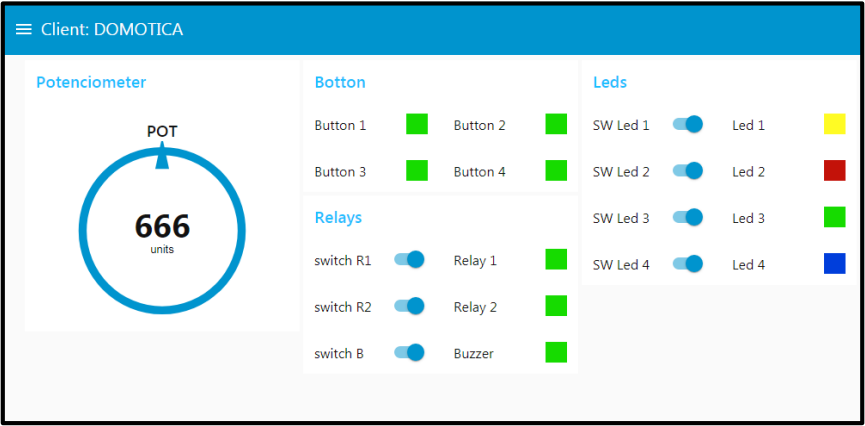 Client: DOMOTICA
Potenciometer
POT
666
units
Botton
Button 1 Button 2
Button 3 Button 4
Relays
switch R1 Relay 1
switch R2 Relay 2
switch B Buzzer
Leds
SW Led 1 Led 1
SW Led 2 Led 2
SW Led 3 Led 3
SW Led 4 Led 4